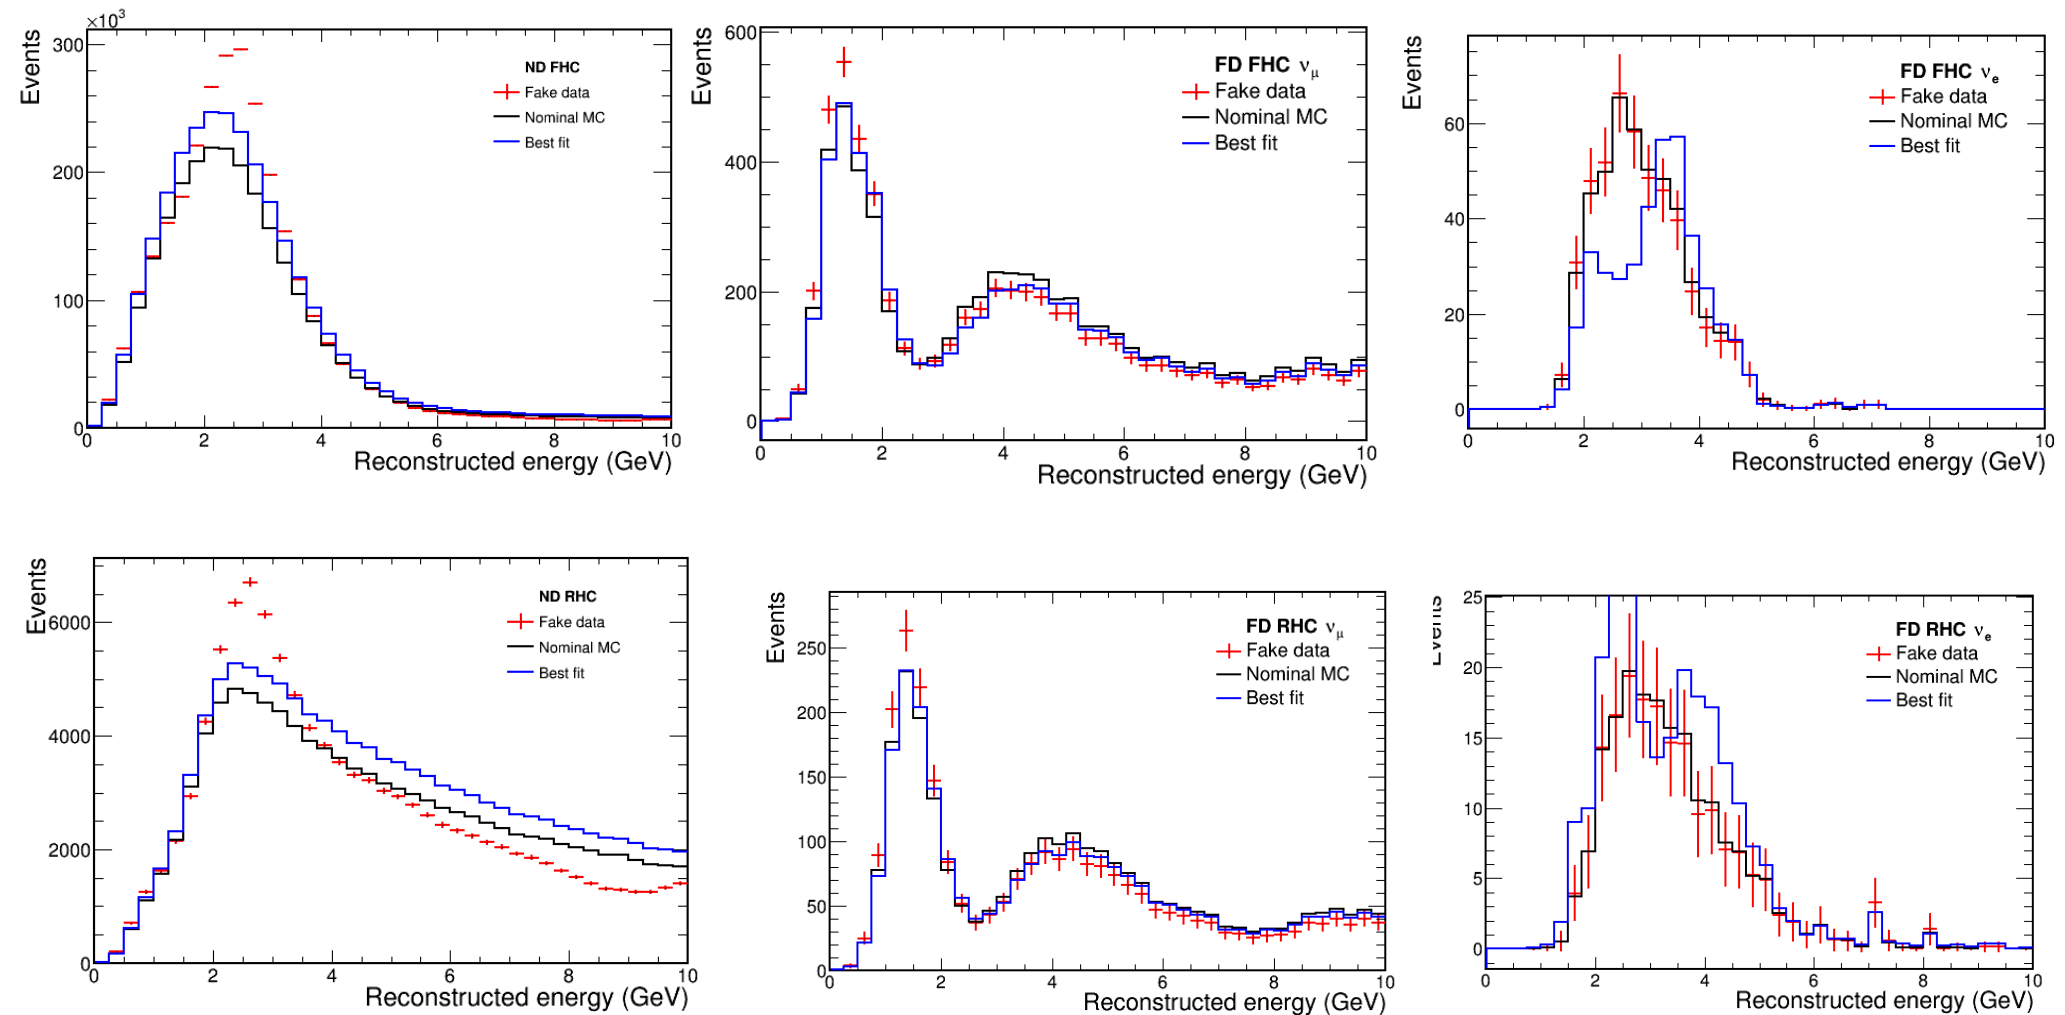 ×10³
Events
300
200
100
0
0 2 4 6 8 10
Reconstructed energy (GeV)
ND FHC
Fake data
Nominal MC
Best fit
Events
600
400
200
0
0 2 4 6 8 10
Reconstructed energy (GeV)
FD FHC νμ
Fake data
Nominal MC
Best fit
Events
60
40
20
0
0 2 4 6 8 10
Reconstructed energy (GeV)
FD FHC νe
Fake data
Nominal MC
Best fit
Events
6000
4000
2000
0
0 2 4 6 8 10
Reconstructed energy (GeV)
ND RHC
Fake data
Nominal MC
Best fit
Events
250
200
150
100
50
0
0 2 4 6 8 10
Reconstructed energy (GeV)
FD RHC νμ
Fake data
Nominal MC
Best fit
Events
25
20
15
10
5
0
0 2 4 6 8 10
Reconstructed energy (GeV)
FD RHC νe
Fake data
Nominal MC
Best fit